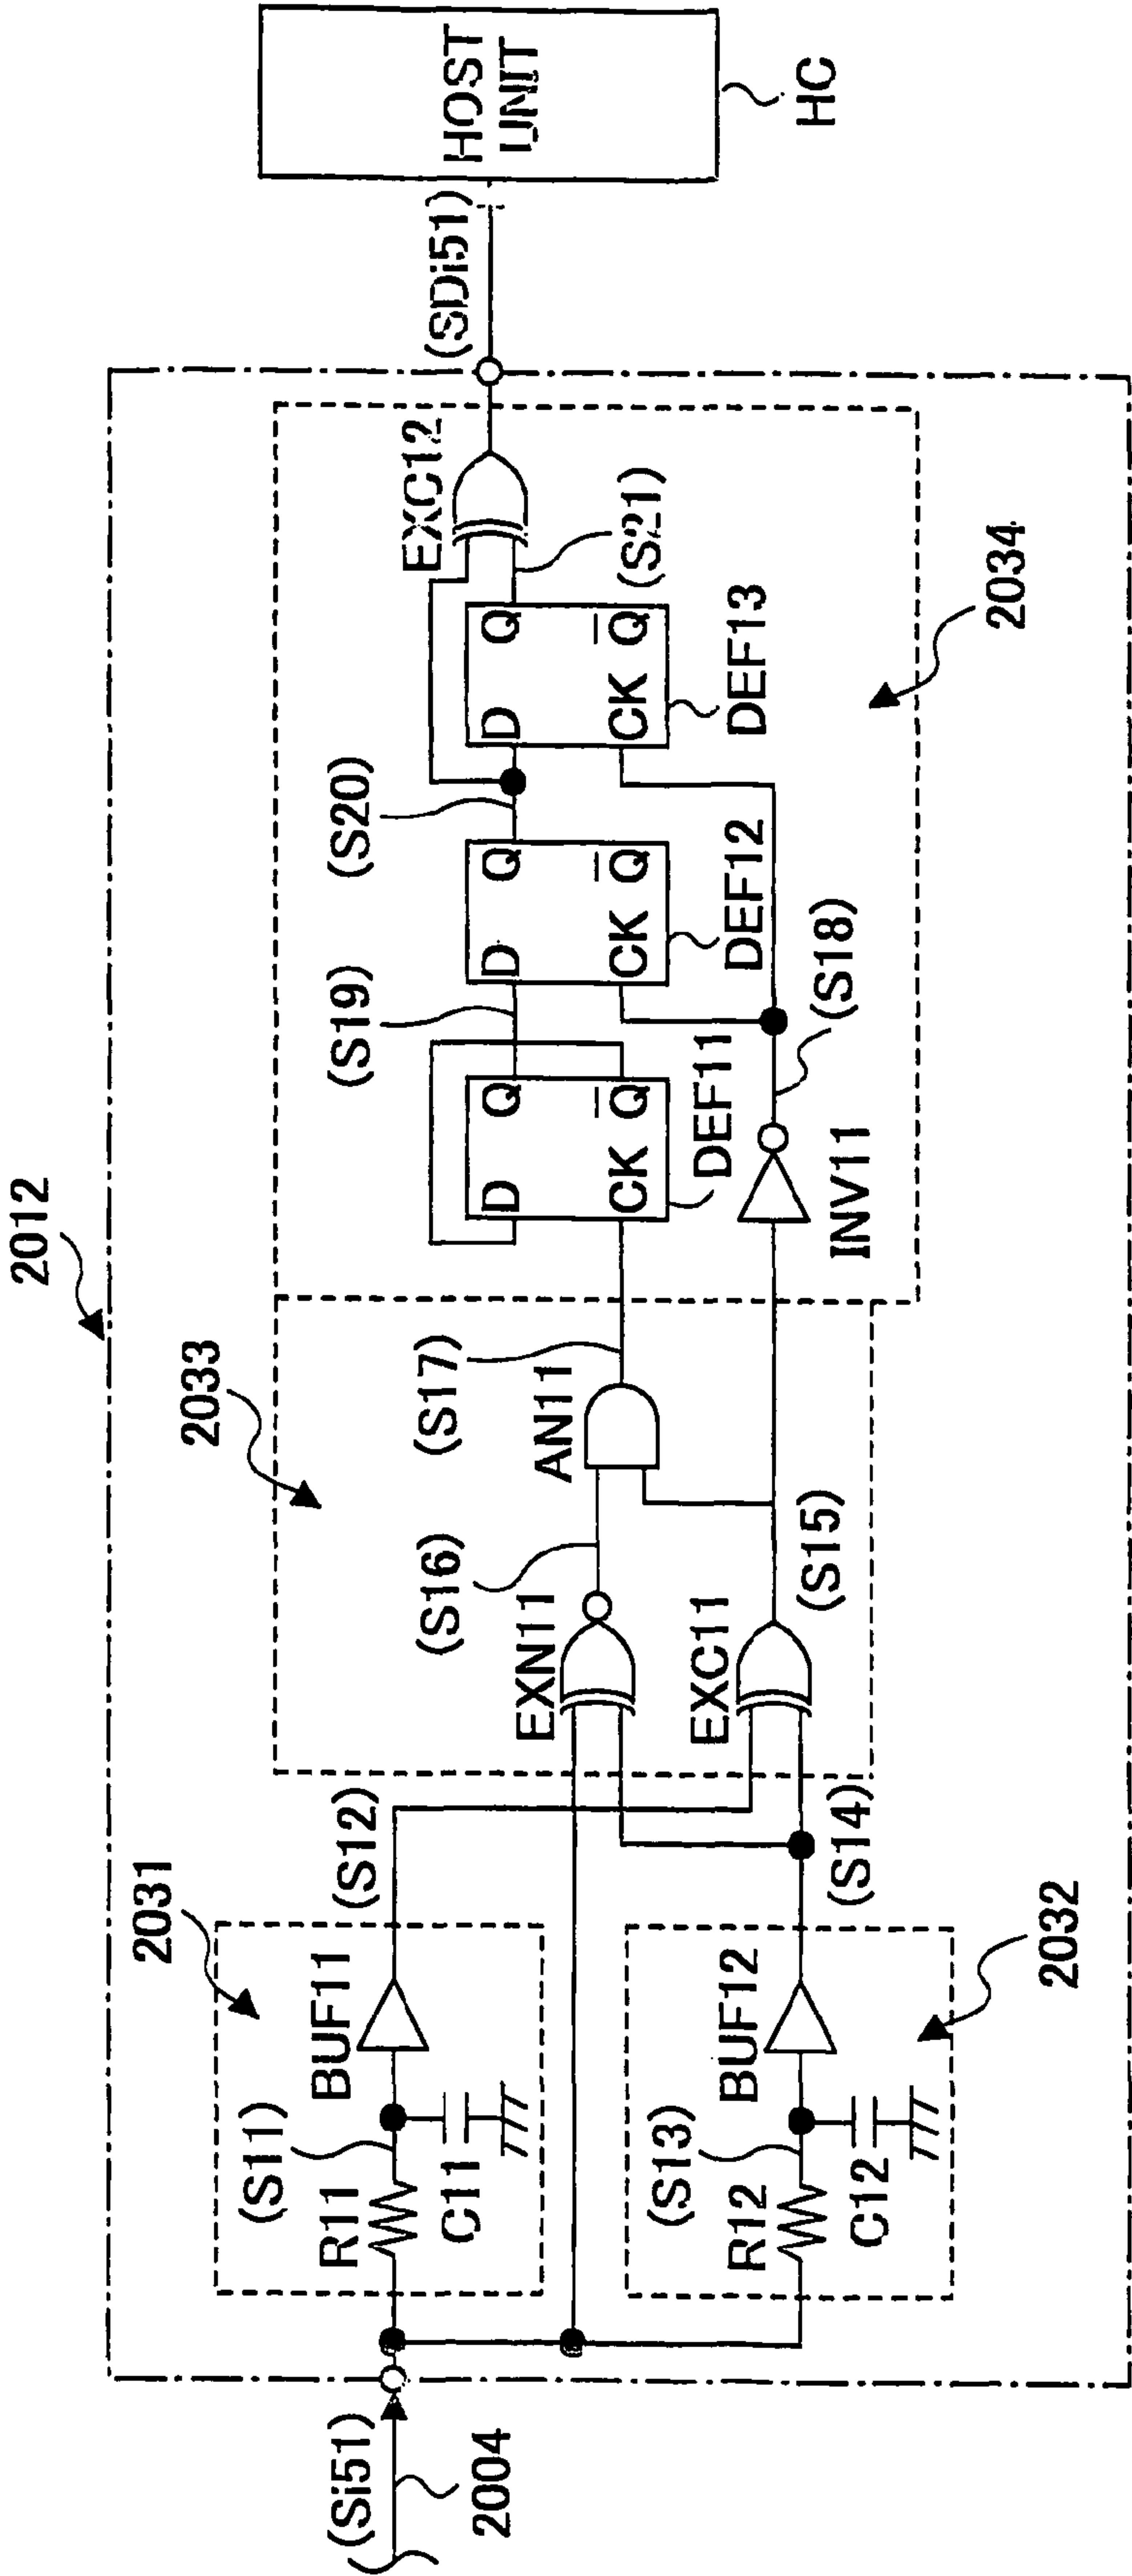 2012
2031
2033
2034
2032
(Si51)
2004
(S11)
R11
C11
BUF11
(S12)
(S13)
R12
C12
BUF12
(S14)
EXN11
(S16)
EXC11
(S15)
AN11
(S17)
D
Q
CK
Q
DEF11
INV11
(S18)
(S19)
D
Q
CK
Q
DEF12
(S20)
D
Q
CK
Q
DEF13
(S21)
EXC12
(SDi51)
HOST
UNIT
HC